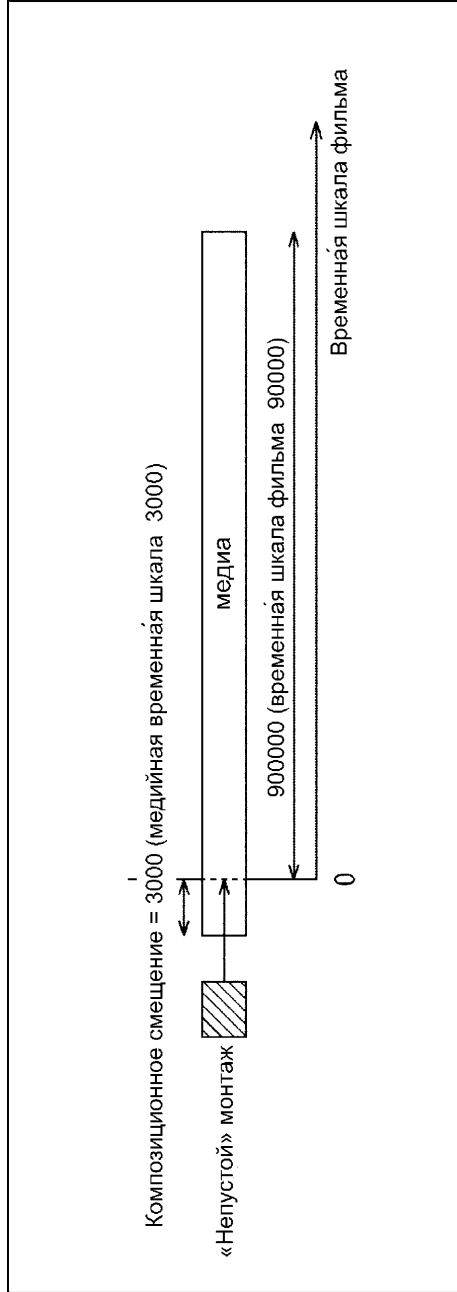 Композиционное смещение = 3000 (медийная временна́я шкала 3000)
«Непустой» монтаж
медиа
900000 (временна́я шкала фильма 90000)
0
Временна́я шкала фильма